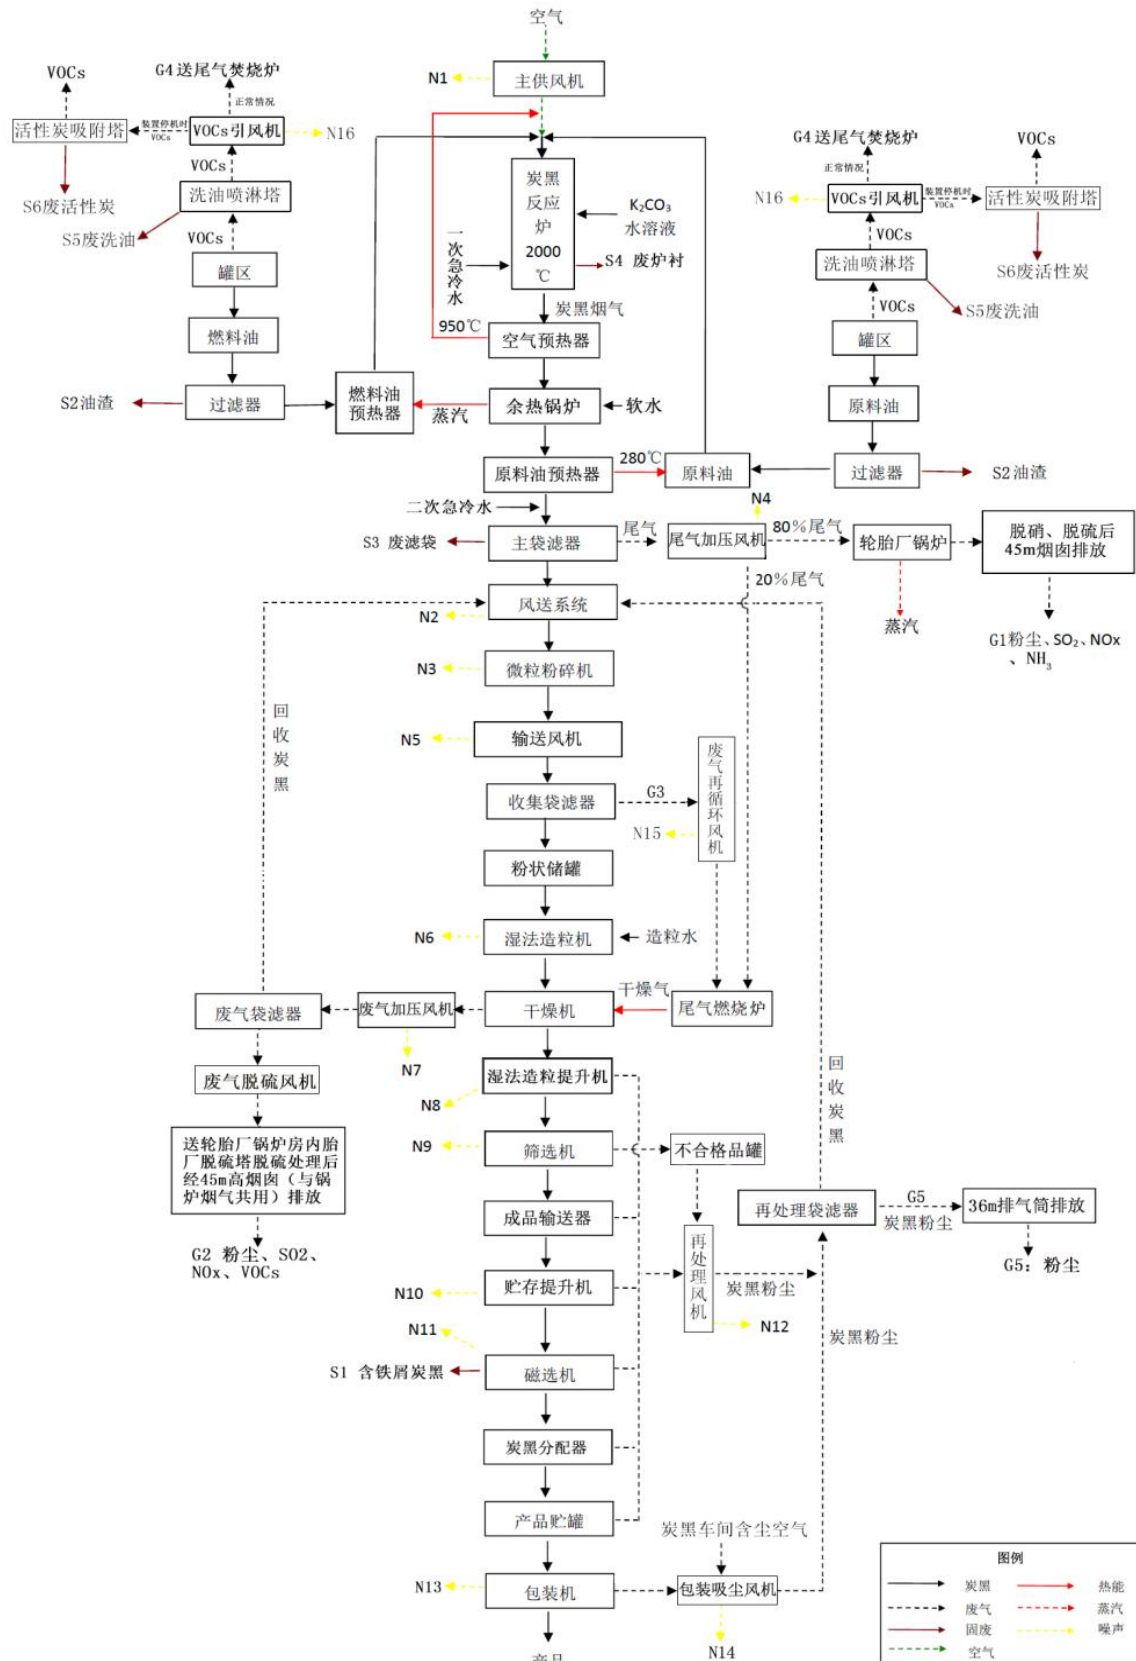 空气
主供风机
N1
VOCs
G4送尾气焚烧炉
正常情况
活性炭吸附塔
装置停机时
VOCs
VOCs引风机
N16
VOCs
洗油喷淋塔
S6废活性炭
S5废洗油
VOCs
罐区
燃料油
过滤器
S2油渣
燃料油
预热器
炭黑
反应
炉
2000
℃
K₂CO₃
水溶液
一次急冷水
S4 废炉衬
炭黑烟气
950℃
空气预热器
蒸汽
余热锅炉
软水
原料油预热器
280℃
原料油
G4送尾气焚烧炉
正常情况
VOCs
N16
VOCs引风机
装置停机时
VOCs
活性炭吸附塔
VOCs
洗油喷淋塔
S6废活性炭
VOCs
S5废洗油
罐区
原料油
过滤器
S2油渣
二次急冷水
N4
S3 废滤袋
主袋滤器
尾气
尾气加压风机
80%尾气
轮胎厂锅炉
脱硝、脱硫后
45m烟囱排放
20%尾气
蒸汽
G1粉尘、SO₂、NOx
、NH₃
风送系统
N2
N3
微粒粉碎机
回收炭黑
N5
输送风机
废气再循环风机
收集袋滤器
G3
N15
粉状储罐
N6
湿法造粒机
造粒水
废气袋滤器
废气加压风机
干燥机
干燥气
尾气燃烧炉
N7
废气脱硫风机
湿法造粒提升机
N8
回收炭黑
送轮胎厂锅炉房内胎
厂脱硫塔脱硫处理后
经45m高烟囱（与锅
炉烟气共用）排放
N9
筛选机
不合格品罐
G2 粉尘、SO2、
NOx、VOCs
成品输送器
再处理风机
再处理袋滤器
G5
炭黑粉尘
36m排气筒排放
G5：粉尘
N10
贮存提升机
炭黑粉尘
N12
N11
炭黑粉尘
S1 含铁屑炭黑
磁选机
炭黑分配器
产品贮罐
炭黑车间含尘空气
N13
包装机
包装吸尘风机
N14
产品
图例
炭黑
热能
废气
蒸汽
固废
噪声
空气